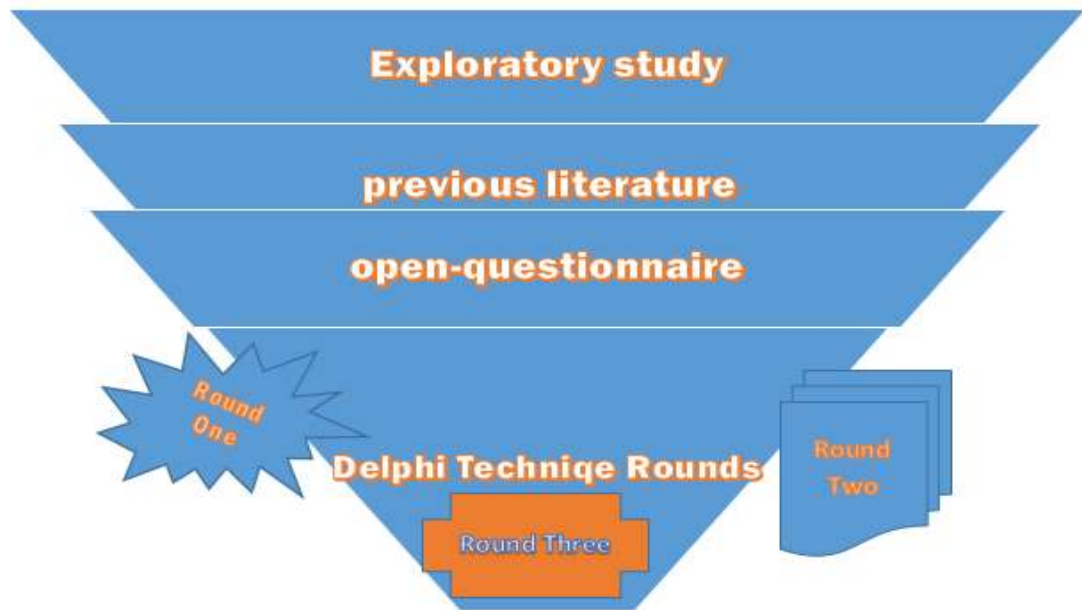 Exploratory study
previous literature
open-questionnaire
Round
One
Delphi Techniqe Rounds
Round
Two
Round Three